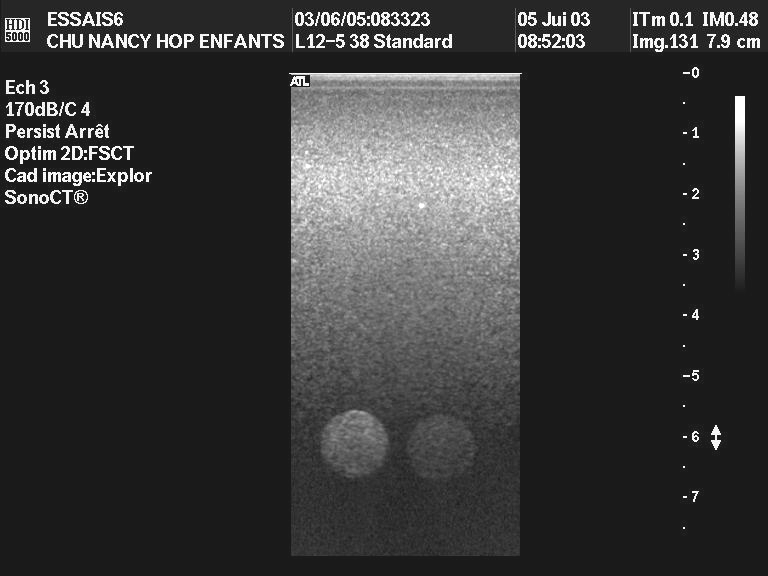 HDI 5000
ESSAIS6 03/06/05:083323 05 Jui 03 ITm 0.1 IM0.48
CHU NANCY HOP ENFANTS L12-5 38 Standard 08:52:03 Img.131 7.9 cm
ATL
Ech 3
170dB/C 4
Persist Arrêt
Optim 2D:FSCT
Cad image:Explor
SonoCT®
-0
-1
-2
-3
-4
-5
-6
-7